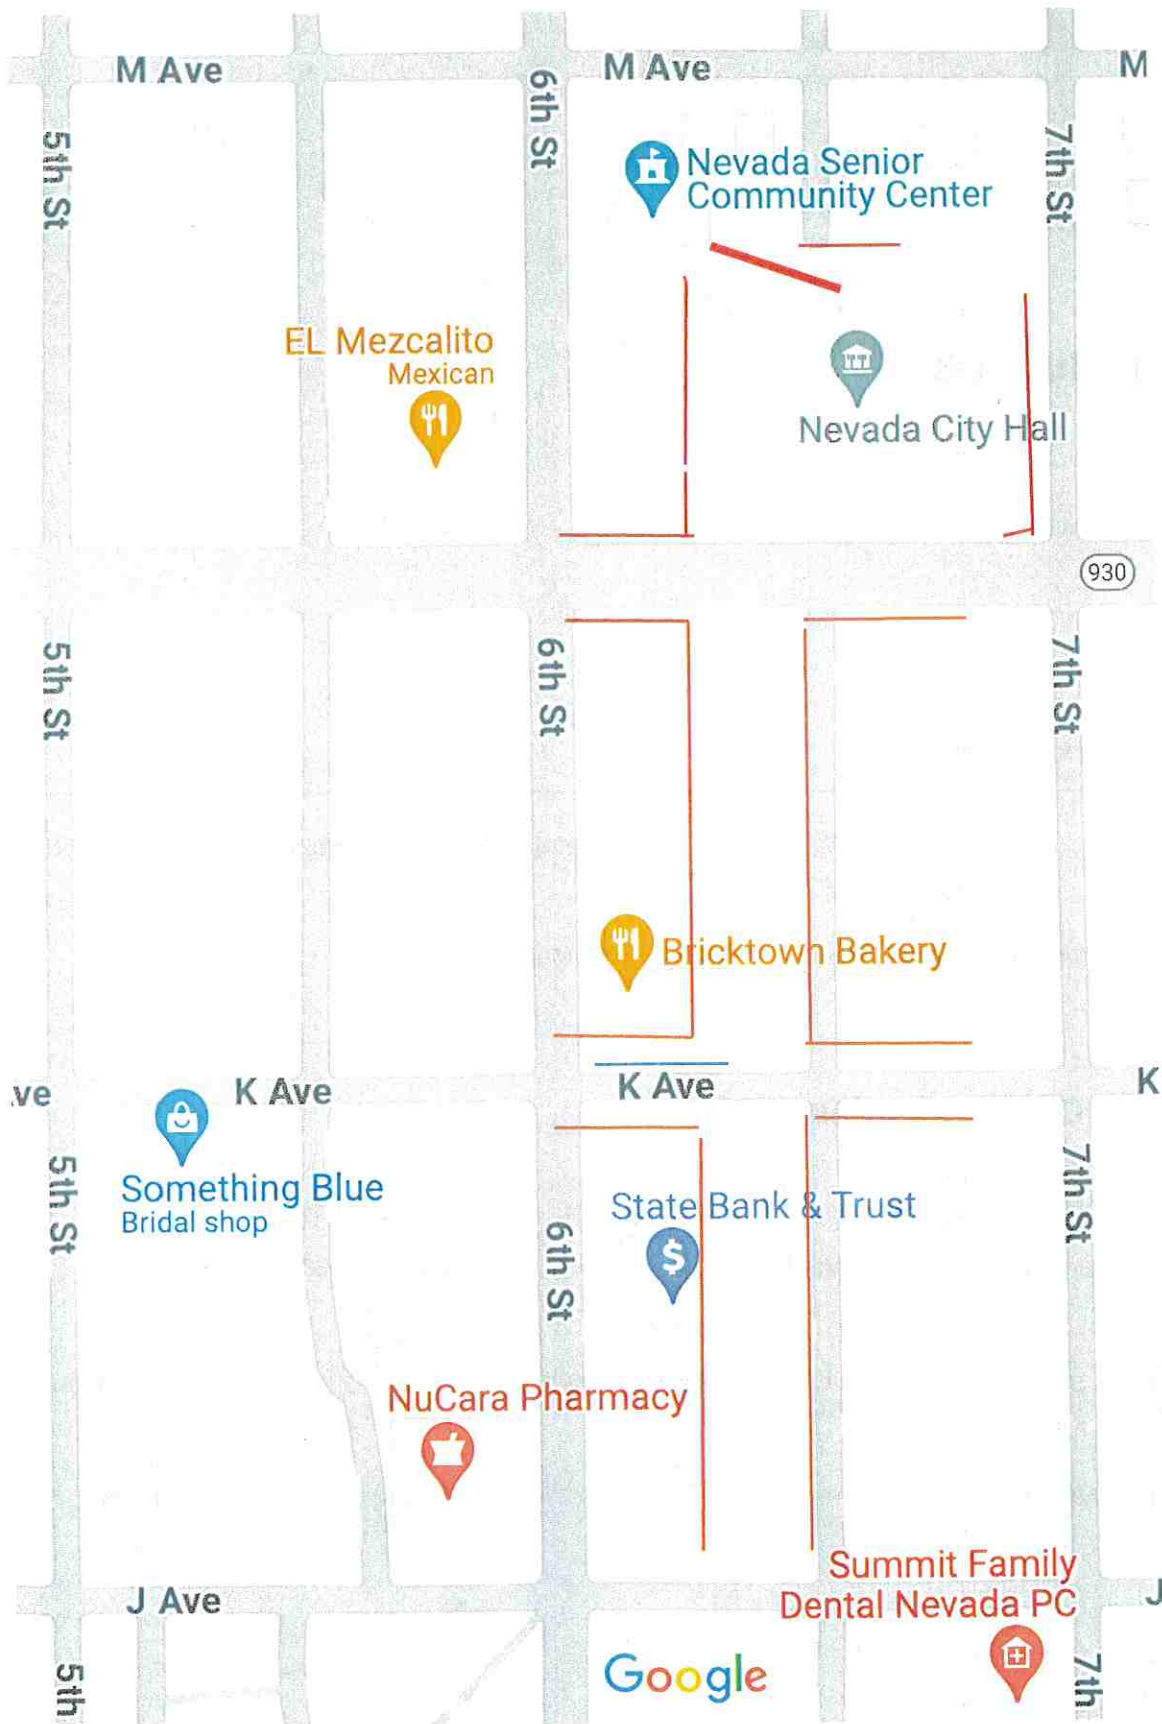 M Ave
M Ave
M
6th St
5th St
7th St
Nevada Senior
Community Center
EL Mezcalito
Mexican
Nevada City Hall
930
5th St
6th St
7th St
Bricktown Bakery
ve
K Ave
K Ave
K
5th St
7th St
Something Blue
Bridal shop
State Bank & Trust
$
6th St
NuCara Pharmacy
Summit Family
Dental Nevada PC
J Ave
J
5th
Google
7th